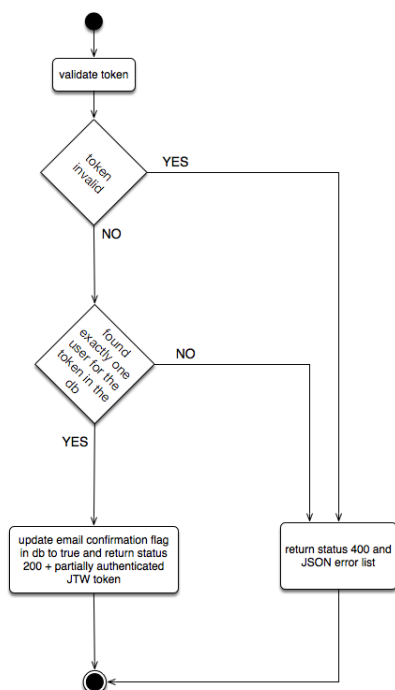 validate token
token
invalid
YES
NO
found
exactly one
user for the
token in the
db
NO
YES
update email confirmation flag
in db to true and return status
200 + partially authenticated
JTW token
return status 400 and
JSON error list